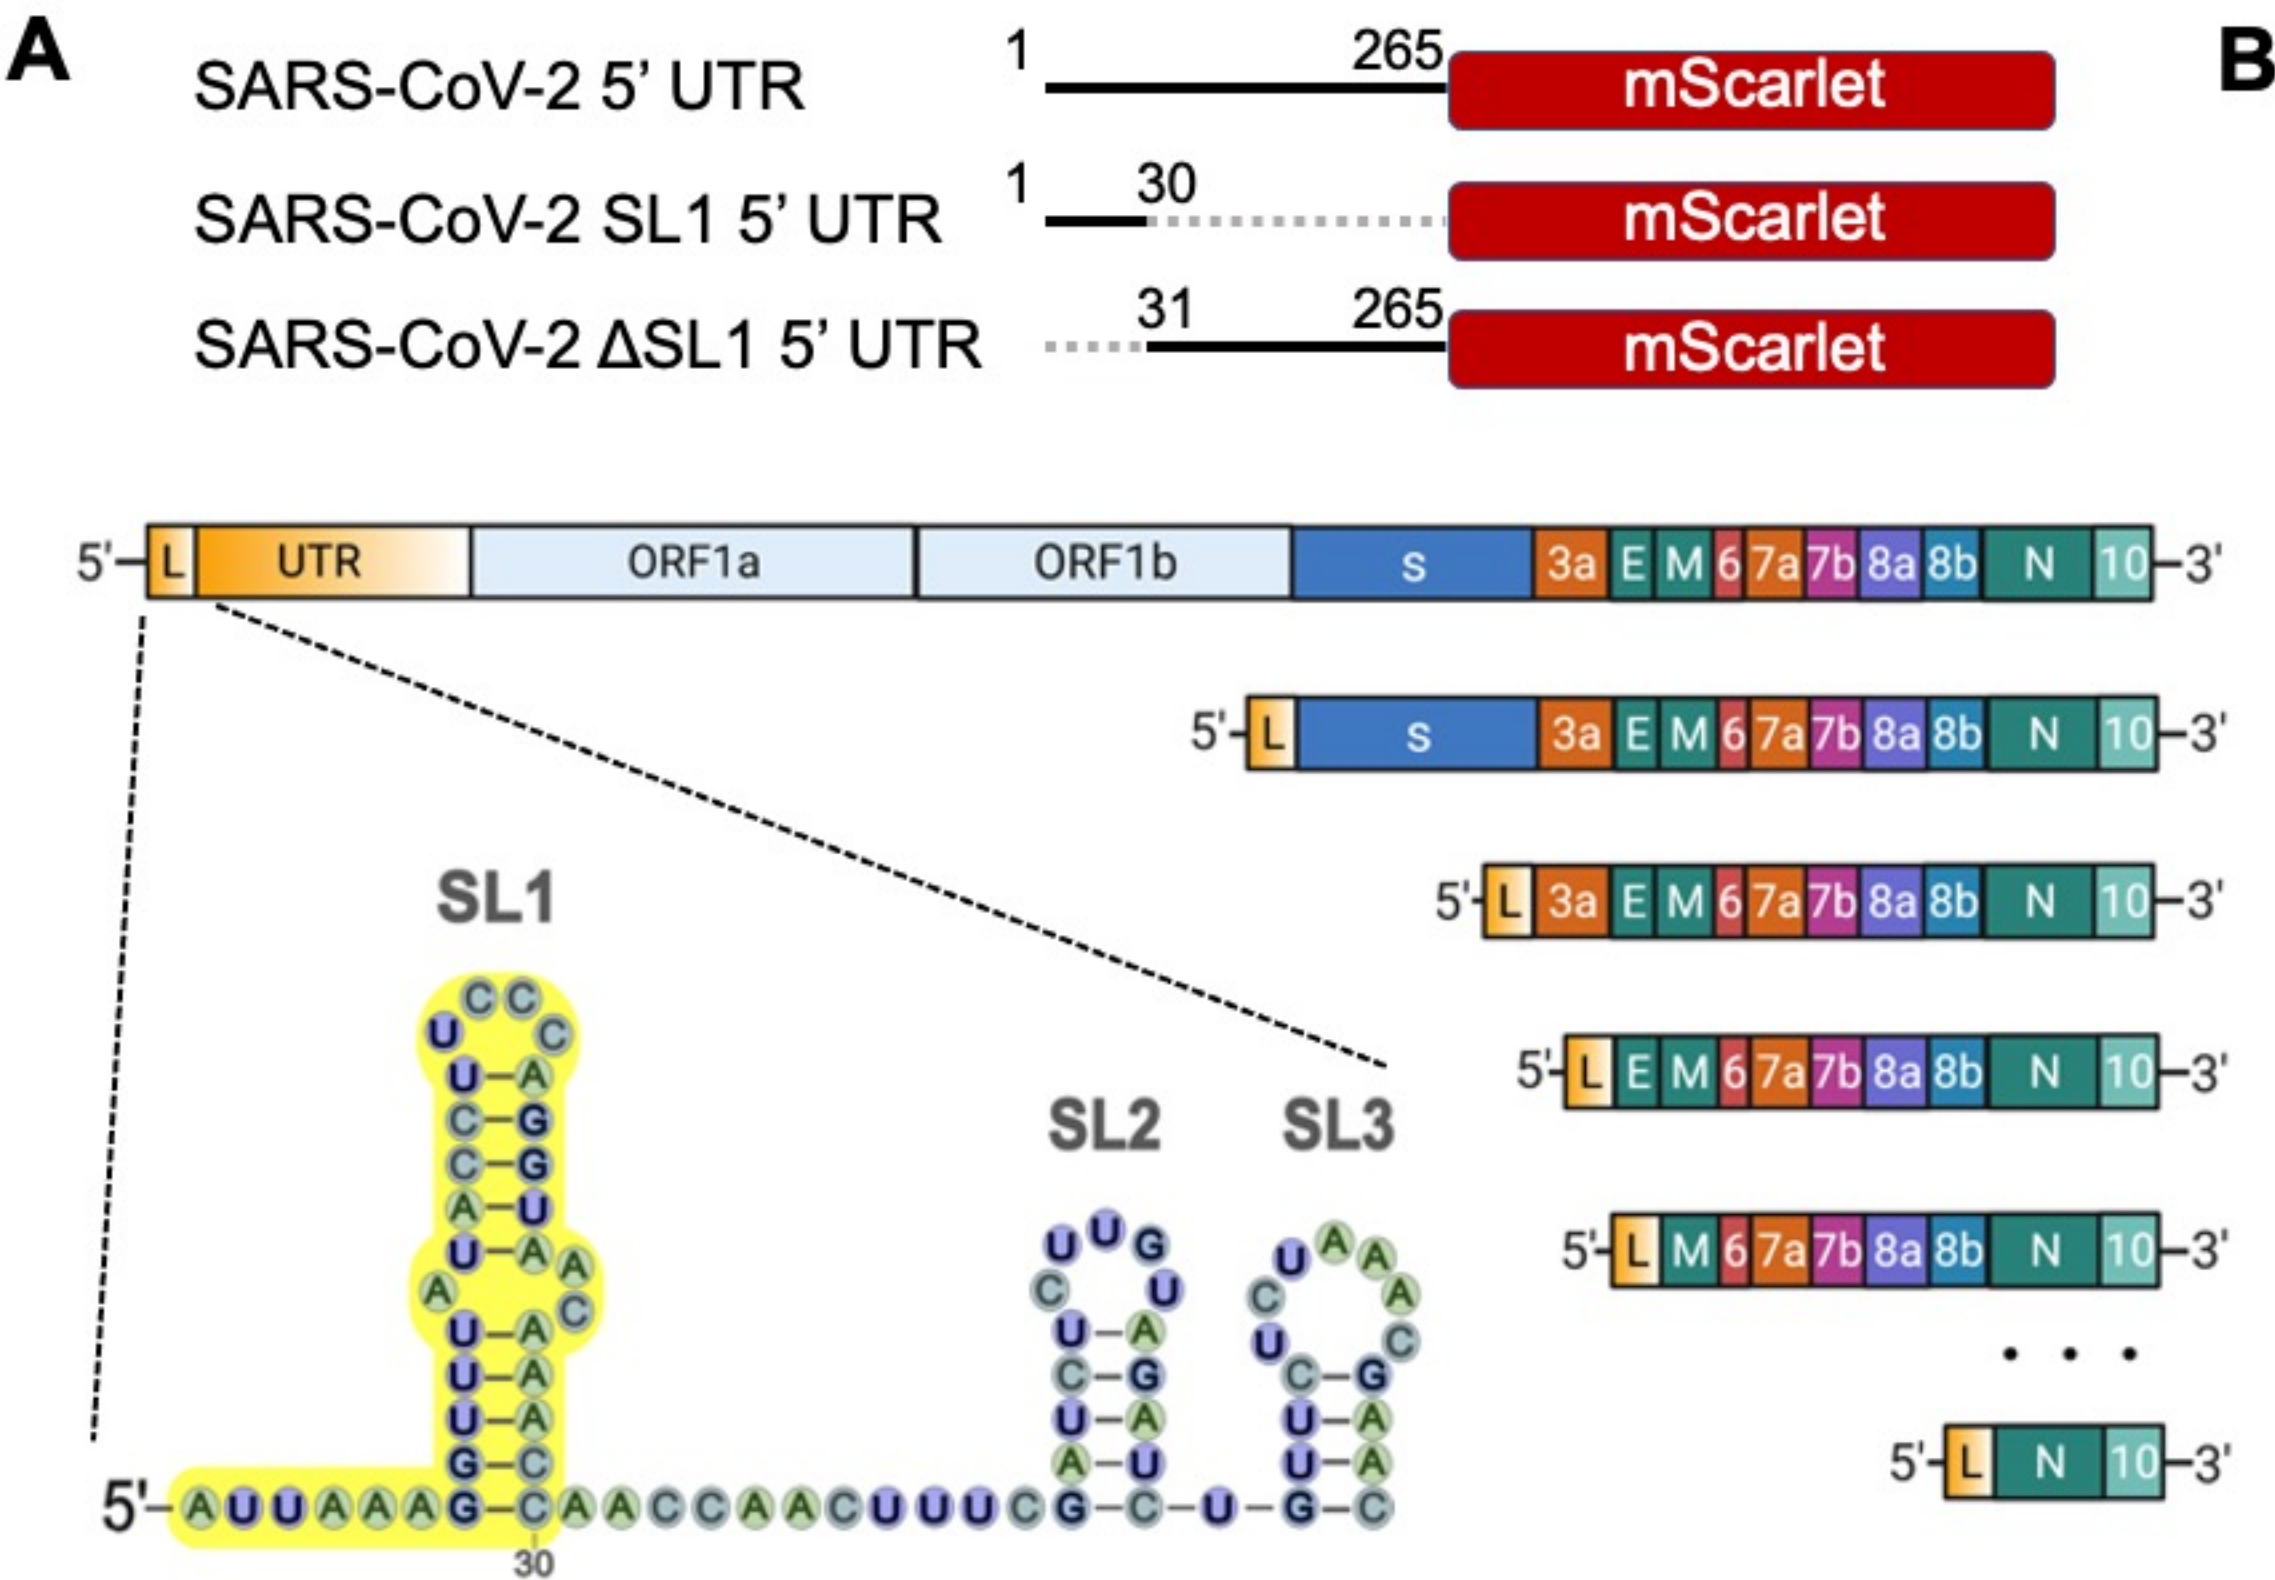 A
B
SARS-CoV-2 5’ UTR 1 265 mScarlet
SARS-CoV-2 SL1 5’ UTR 1 30 mScarlet
SARS-CoV-2 ΔSL1 5’ UTR 31 265 mScarlet
5' L UTR ORF1a ORF1b S 3a E M 6 7a 7b 8a 8b N 10 3'
5' L S 3a E M 6 7a 7b 8a 8b N 10 3'
5' L 3a E M 6 7a 7b 8a 8b N 10 3'
5' L E M 6 7a 7b 8a 8b N 10 3'
5' L M 6 7a 7b 8a 8b N 10 3'
. . .
5' L N 10 3'
SL1
C C
U C
U A
C G
C G
A U
U A A
A C
U A
U A
U A
G C
SL2
U U G
C U
U A
C G
U A
A U
SL3
U A A
C A
U C
C G
U A
U A
5' A U U A A A G C A A C C A A C U U U C G C U G C
30